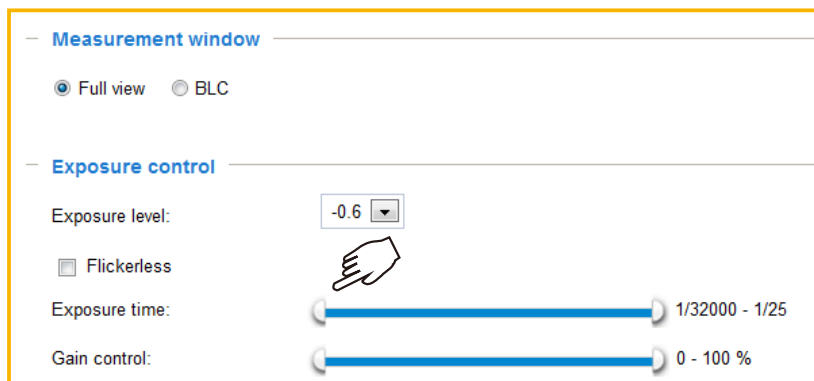 Measurement window
Full view BLC
Exposure control
Exposure level: -0.6
Flickerless
Exposure time: 1/32000 - 1/25
Gain control: 0 - 100 %